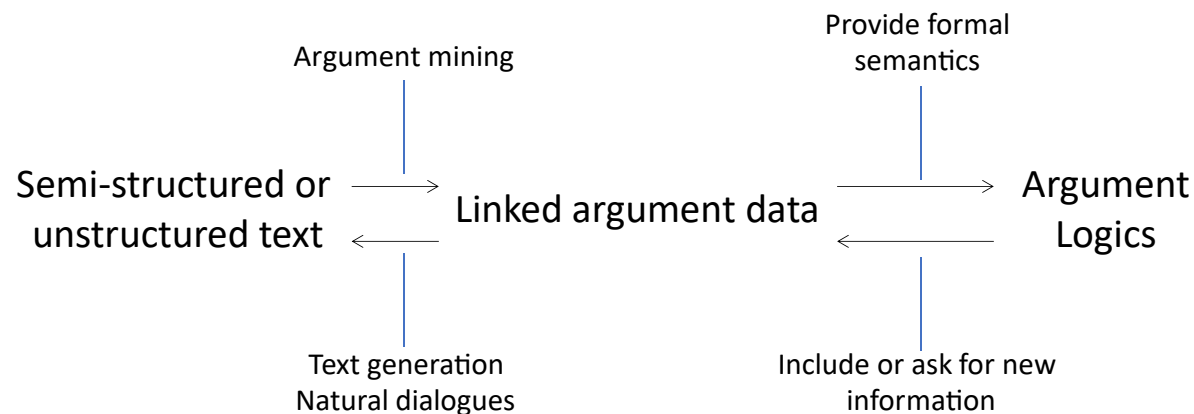 Argument mining
Provide formal
semantics
Semi-structured or
unstructured text
Linked argument data
Argument
Logics
Text generation
Natural dialogues
Include or ask for new
information